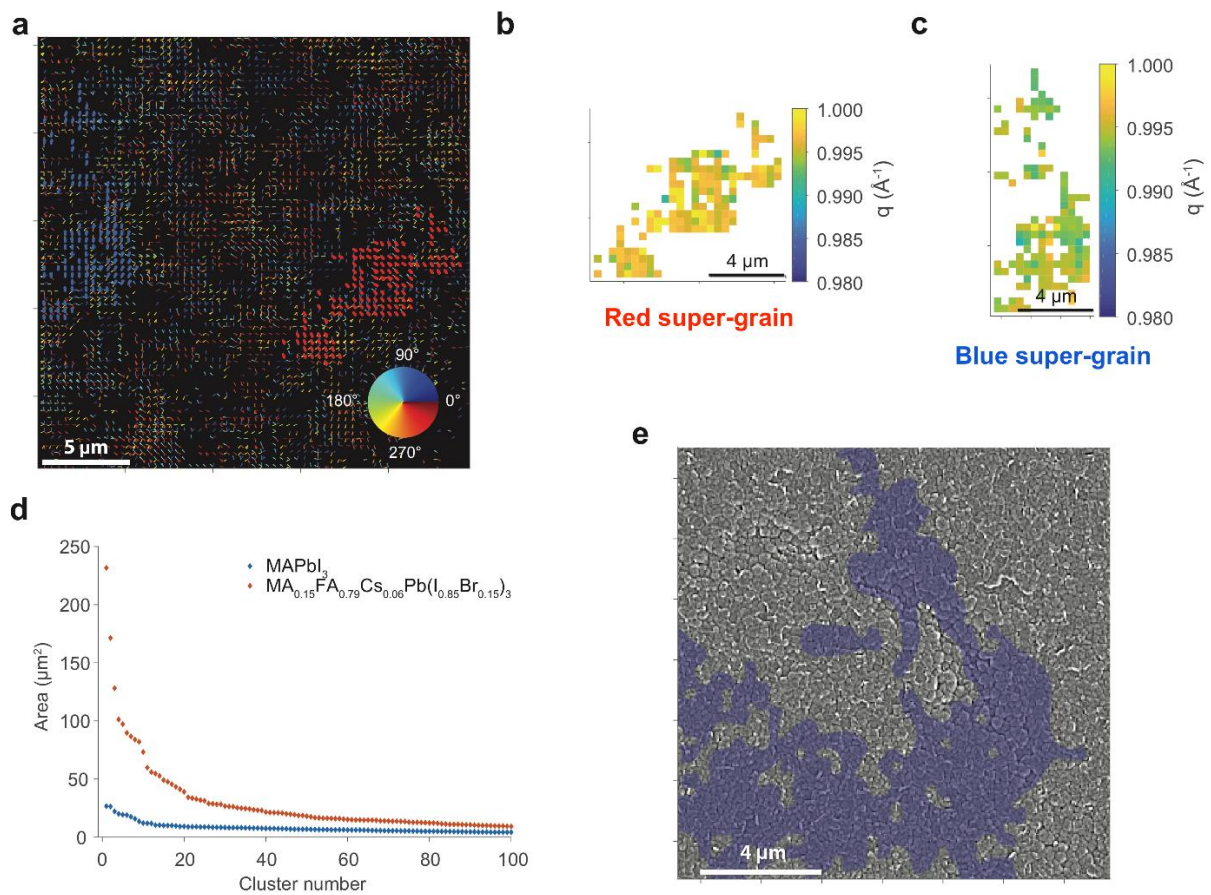 a
90°
180°
0°
270°
5 µm
b
1.000
0.995
0.990
0.985
0.980
q (Å⁻¹)
4 µm
Red super-grain
c
1.000
0.995
0.990
0.985
0.980
q (Å⁻¹)
4 µm
Blue super-grain
d
250
200
150
100
50
0
Area (µm²)
MAPbI₃
MA₀.₁₅FA₀.₇₉Cs₀.₀₆Pb(I₀.₈₅Br₀.₁₅)₃
0
20
40
60
80
100
Cluster number
e
4 µm